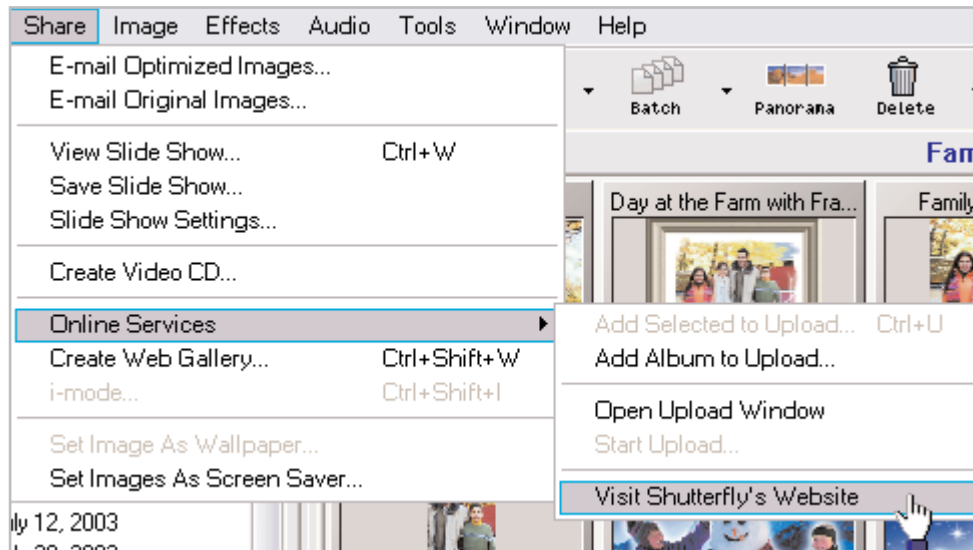 Share Image Effects Audio Tools Window Help
E-mail Optimized Images...
E-mail Original Images...
View Slide Show... Ctrl+W
Save Slide Show...
Slide Show Settings...
Create Video CD...
Online Services
Create Web Gallery... Ctrl+Shift+W
i-mode... Ctrl+Shift+I
Set Image As Wallpaper...
Set Images As Screen Saver...
Batch Panorama Delete
Day at the Farm with Fra... Family
Add Selected to Upload... Ctrl+U
Add Album to Upload...
Open Upload Window
Start Upload...
Visit Shutterfly's Website
12, 2003